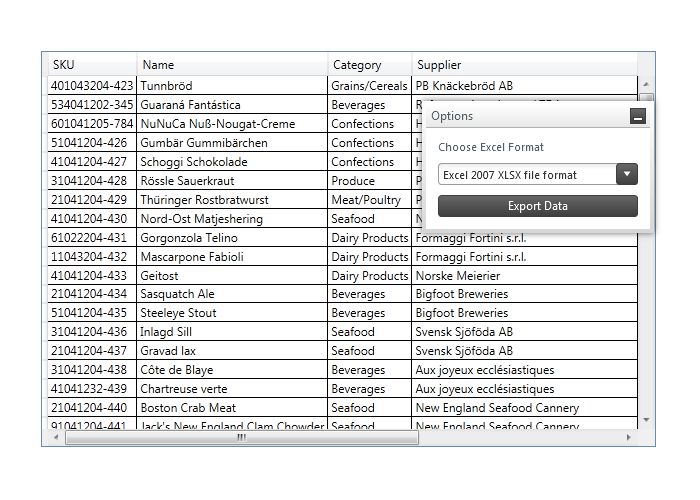 SKU Name Category Supplier
401043204-423 Tunnbröd Grains/Cereals PB Knäckebröd AB
534041202-345 Guaraná Fantástica Beverages
601041205-784 NuNuCa Nuß-Nougat-Creme Confections
51041204-426 Gumbär Gummibärchen Confections
41041204-427 Schoggi Schokolade Confections
31041204-428 Rössle Sauerkraut Produce
21041204-429 Thüringer Rostbratwurst Meat/Poultry
41041204-430 Nord-Ost Matjeshering Seafood
61022204-431 Gorgonzola Telino Dairy Products Formaggi Fortini s.r.l.
11043204-432 Mascarpone Fabioli Dairy Products Formaggi Fortini s.r.l.
41041204-433 Geitost Dairy Products Norske Meierier
21041204-434 Sasquatch Ale Beverages Bigfoot Breweries
51041204-435 Steeleye Stout Beverages Bigfoot Breweries
31041204-436 Inlagd Sill Seafood Svensk Sjöföda AB
21041204-437 Gravad lax Seafood Svensk Sjöföda AB
31041204-438 Côte de Blaye Beverages Aux joyeux ecclésiastiques
41041232-439 Chartreuse verte Beverages Aux joyeux ecclésiastiques
21041204-440 Boston Crab Meat Seafood New England Seafood Cannery
91041204-441 Jack's New England Clam Chowder Seafood New England Seafood Cannery
Options
Choose Excel Format
Excel 2007 XLSX file format
Export Data